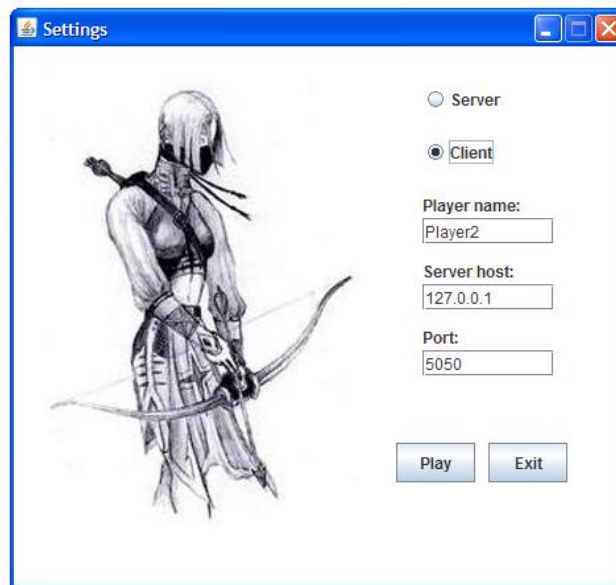 Settings
Server
Client
Player name:
Player2
Server host:
127.0.0.1
Port:
5050
Play Exit